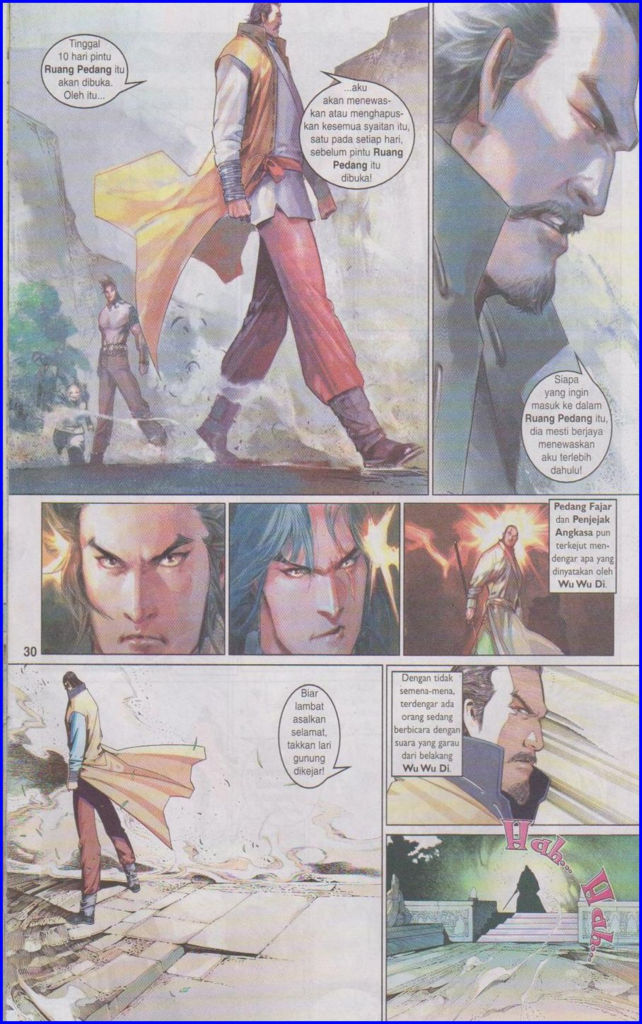 Tinggal
10 hari pintu
Ruang Pedang itu
akan dibuka.
Oleh itu...
...aku
akan menewas-
kan atau menghapus-
kan kesemua syaitan itu,
satu pada setiap hari,
sebelum pintu Ruang
Pedang itu
dibuka!
Siapa
yang ingin
masuk ke dalam
Ruang Pedang itu,
dia mesti berjaya
menewaskan
aku terlebih
dahulu!
Pedang Fajar
dan Penjejak
Angkasa pun
terkejut men-
dengar apa yang
dinyatakan oleh
Wu Wu Di.
30
Biar
lambat
asalkan
selamat,
takkan lari
gunung
dikejar!
Dengan tidak
semena-mena,
terdengar ada
orang sedang
berbicara dengan
suara yang garau
dari belakang
Wu Wu Di.
Hah...
Hah...